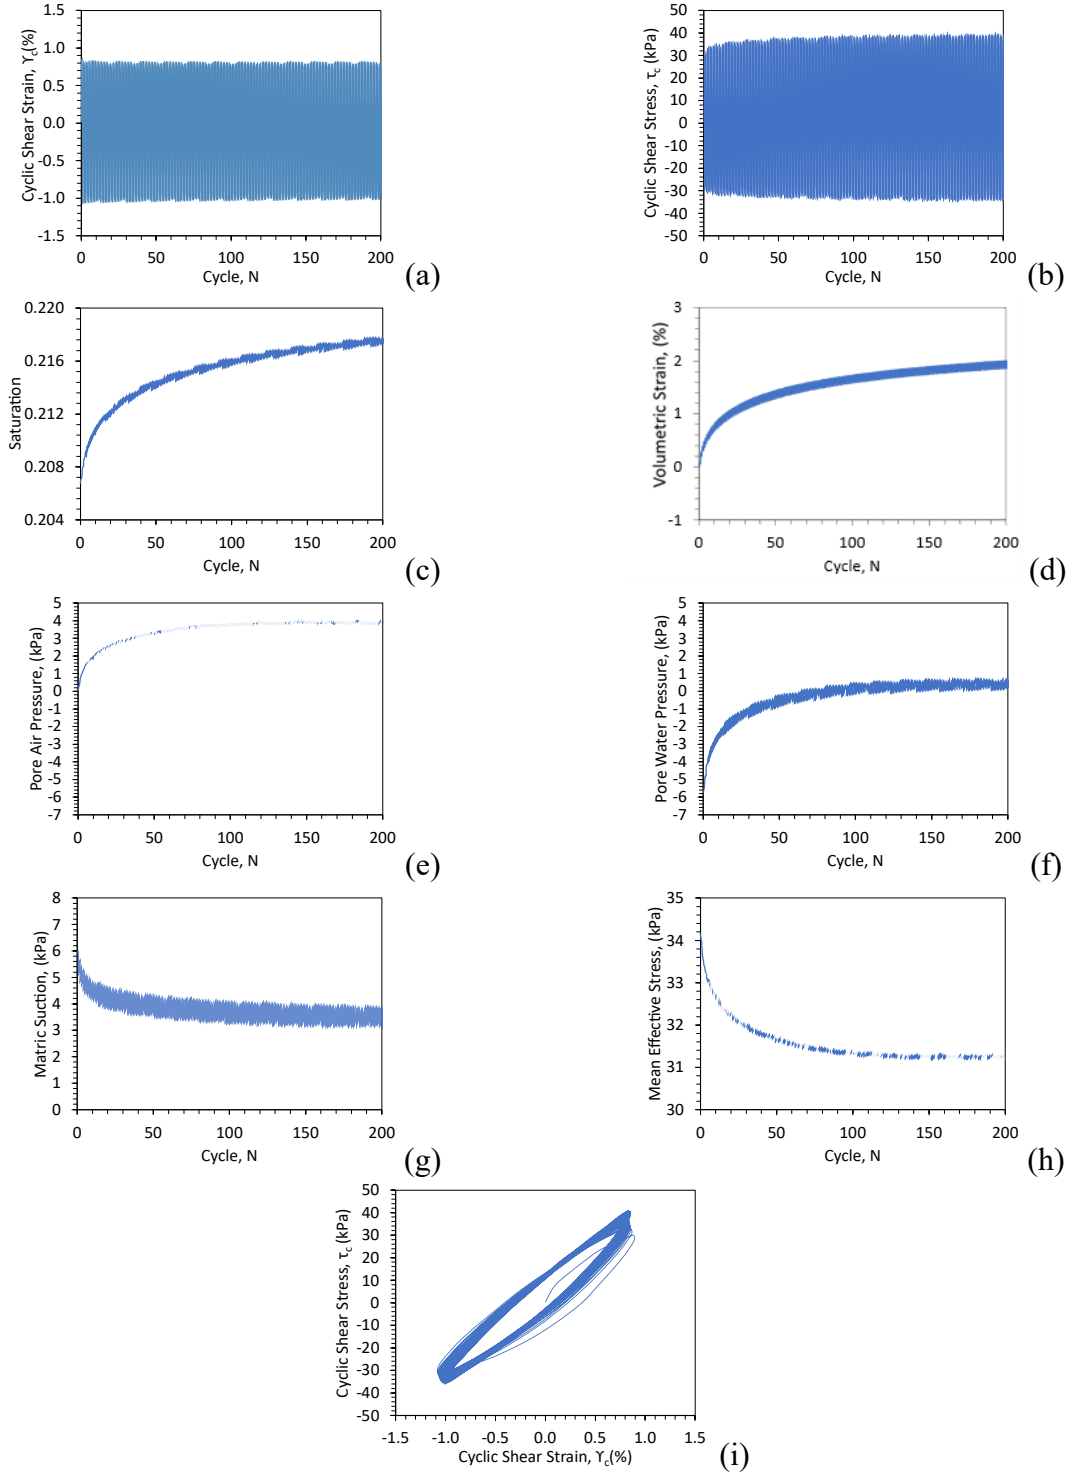 Cyclic Shear Strain, ϒc(%)
1.5
1.0
0.5
0.0
-0.5
-1.0
-1.5
0 50 100 150 200
Cycle, N
(a)
Cyclic Shear Stress, τc (kPa)
50
40
30
20
10
0
-10
-20
-30
-40
-50
0 50 100 150 200
Cycle, N
(b)
Saturation
0.220
0.216
0.212
0.208
0.204
0 50 100 150 200
Cycle, N
(c)
Volumetric Strain, (%)
3
2
1
0
-1
0 50 100 150 200
Cycle, N
(d)
Pore Air Pressure, (kPa)
5
4
3
2
1
0
-1
-2
-3
-4
-5
-6
-7
0 50 100 150 200
Cycle, N
(e)
Pore Water Pressure, (kPa)
5
4
3
2
1
0
-1
-2
-3
-4
-5
-6
-7
0 50 100 150 200
Cycle, N
(f)
Matric Suction, (kPa)
8
7
6
5
4
3
2
1
0
0 50 100 150 200
Cycle, N
(g)
Mean Effective Stress, (kPa)
35
34
33
32
31
30
0 50 100 150 200
Cycle, N
(h)
Cyclic Shear Stress, τc (kPa)
50
40
30
20
10
0
-10
-20
-30
-40
-50
-1.5 -1.0 -0.5 0.0 0.5 1.0 1.5
Cyclic Shear Strain, ϒc(%)
(i)